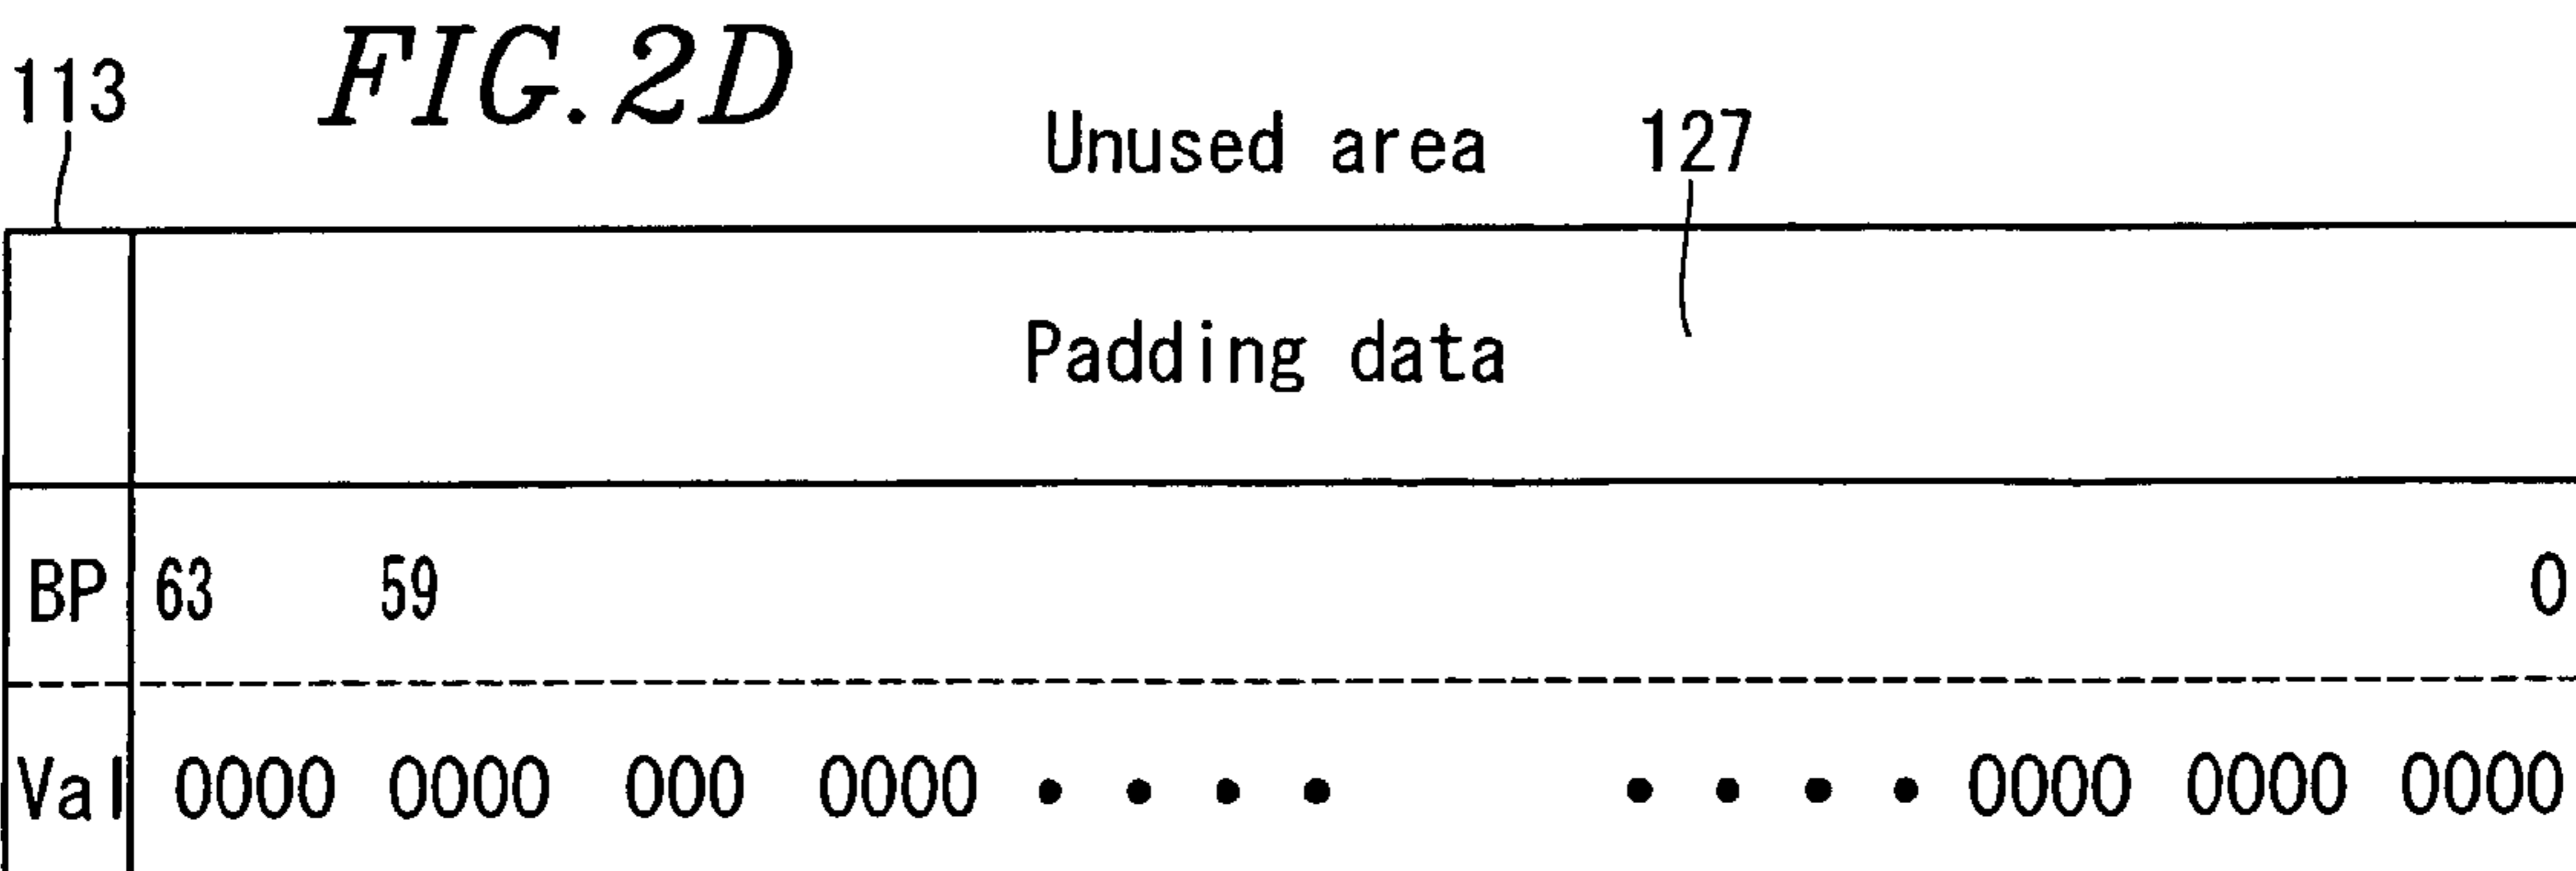 113 FIG.2D
Unused area 127
Padding data
BP 63 59 0
Val 0000 0000 000 0000 • • • • • • • • 0000 0000 0000